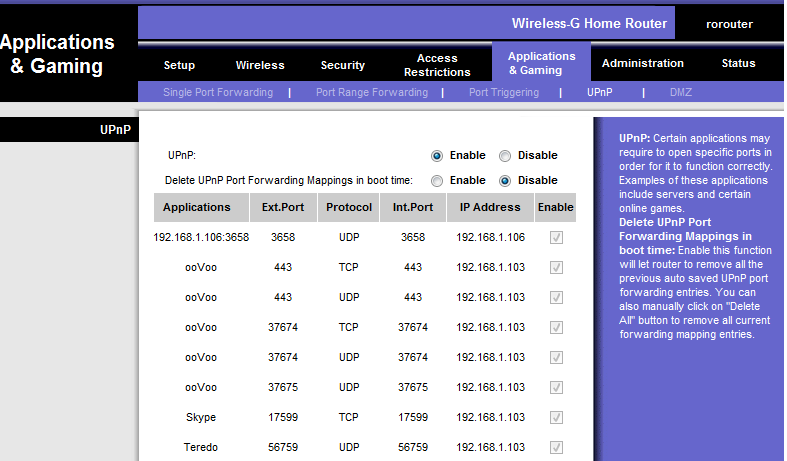 Wireless-G Home Router rorouter
Applications
& Gaming
Setup Wireless Security Access Restrictions Applications & Gaming Administration Status
Single Port Forwarding | Port Range Forwarding | Port Triggering | UPnP | DMZ
UPnP
UPnP: Enable Disable
Delete UPnP Port Forwarding Mappings in boot time: Enable Disable
Applications Ext.Port Protocol Int.Port IP Address Enable
192.168.1.106:3658 3658 UDP 3658 192.168.1.106
ooVoo 443 TCP 443 192.168.1.103
ooVoo 443 UDP 443 192.168.1.103
ooVoo 37674 TCP 37674 192.168.1.103
ooVoo 37674 UDP 37674 192.168.1.103
ooVoo 37675 UDP 37675 192.168.1.103
Skype 17599 TCP 17599 192.168.1.103
Teredo 56759 UDP 56759 192.168.1.103
UPnP: Certain applications may
require to open specific ports in
order for it to function correctly.
Examples of these applications
include servers and certain
online games.
Delete UPnP Port
Forwarding Mappings in
boot time: Enable this function
will let router to remove all the
previous auto saved UPnP port
forwarding entries. You can
also manually click on "Delete
All" button to remove all current
forwarding mapping entries.